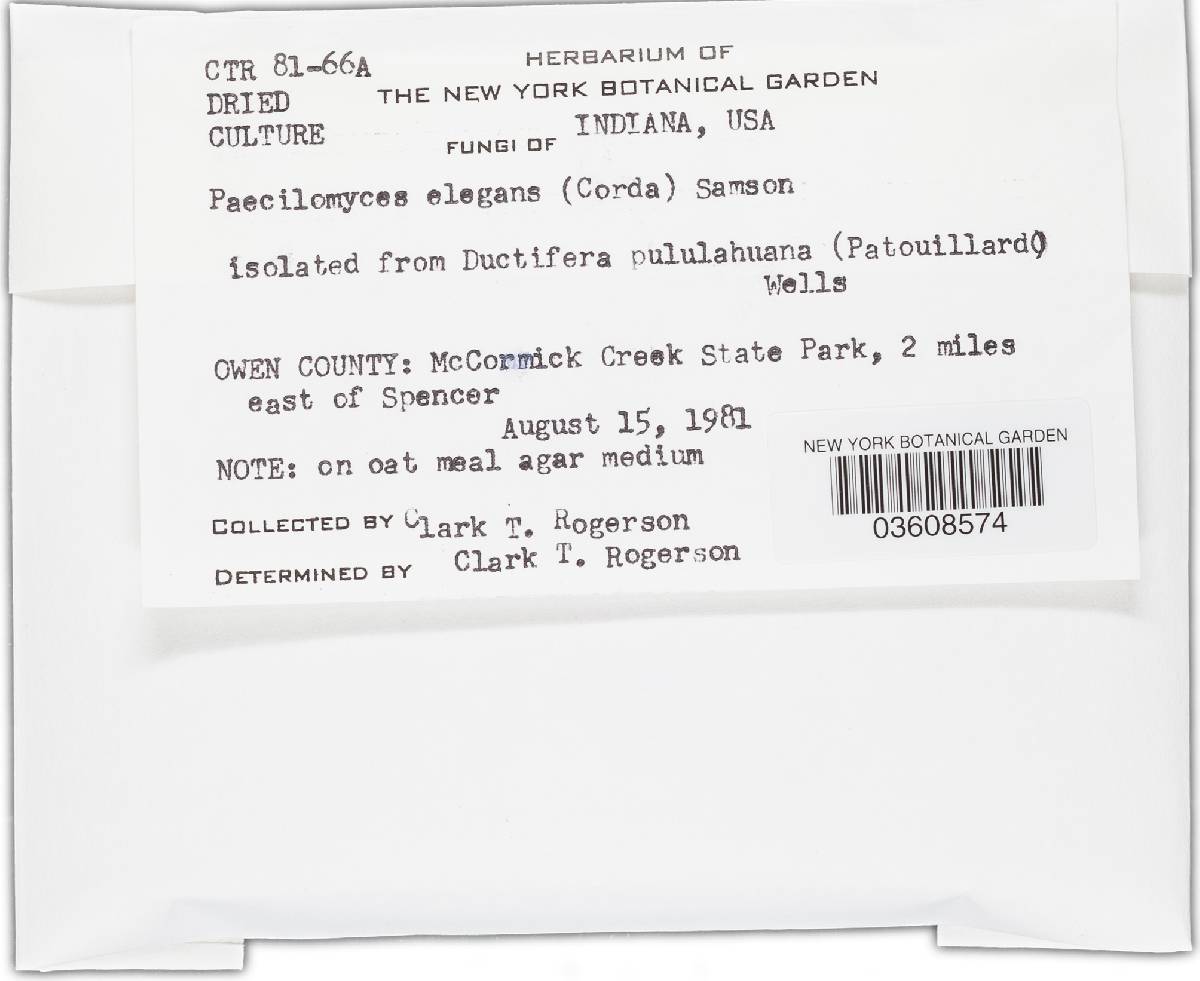 CTR 81-66A
DRIED
CULTURE
HERBARIUM OF
THE NEW YORK BOTANICAL GARDEN
FUNGI OF INDIANA, USA
Paecilomyces elegans (Corda) Samson
isolated from Ductifera pululahuana (Patouillard)
Wells
OWEN COUNTY: McCormick Creek State Park, 2 miles
east of Spencer
August 15, 1981
NOTE: on oat meal agar medium
COLLECTED BY Clark T. Rogerson
DETERMINED BY Clark T. Rogerson
NEW YORK BOTANICAL GARDEN
03608574